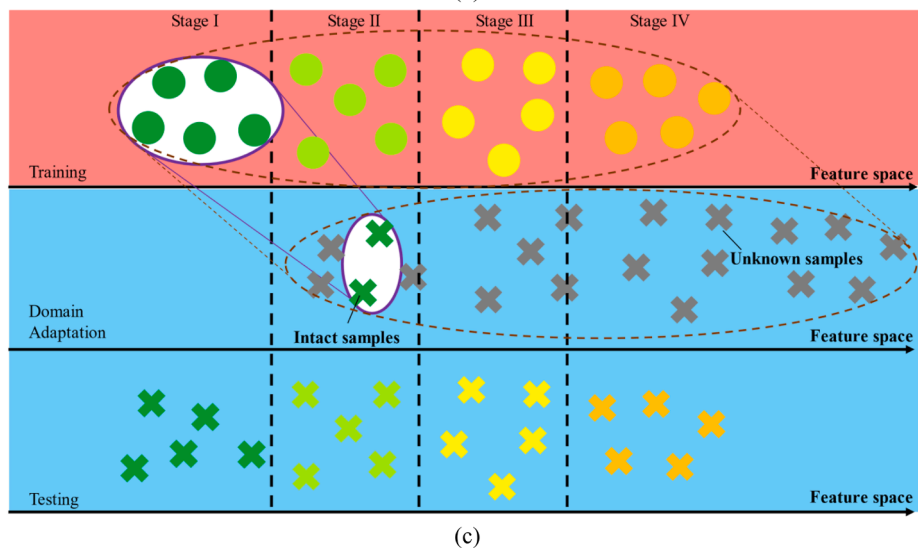 Stage I Stage II Stage III Stage IV
Training
Feature space
Unknown samples
Intact samples
Domain
Adaptation
Feature space
Testing
Feature space
(c)